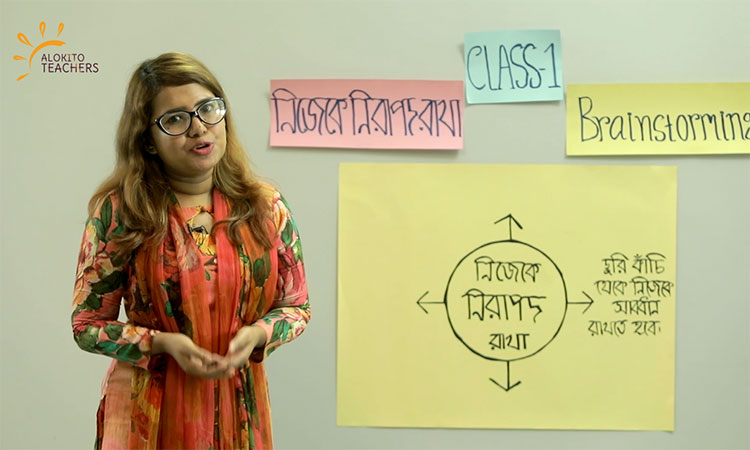 ALOKITO
TEACHERS
নিজেকে নিরাপদ রাখা
CLASS-1
Brainstorming
নিজেকে
নিরাপদ
রাখা
ছুরি বঁটি
থেকে নিজেকে
সাবধান
রাখতে হবে